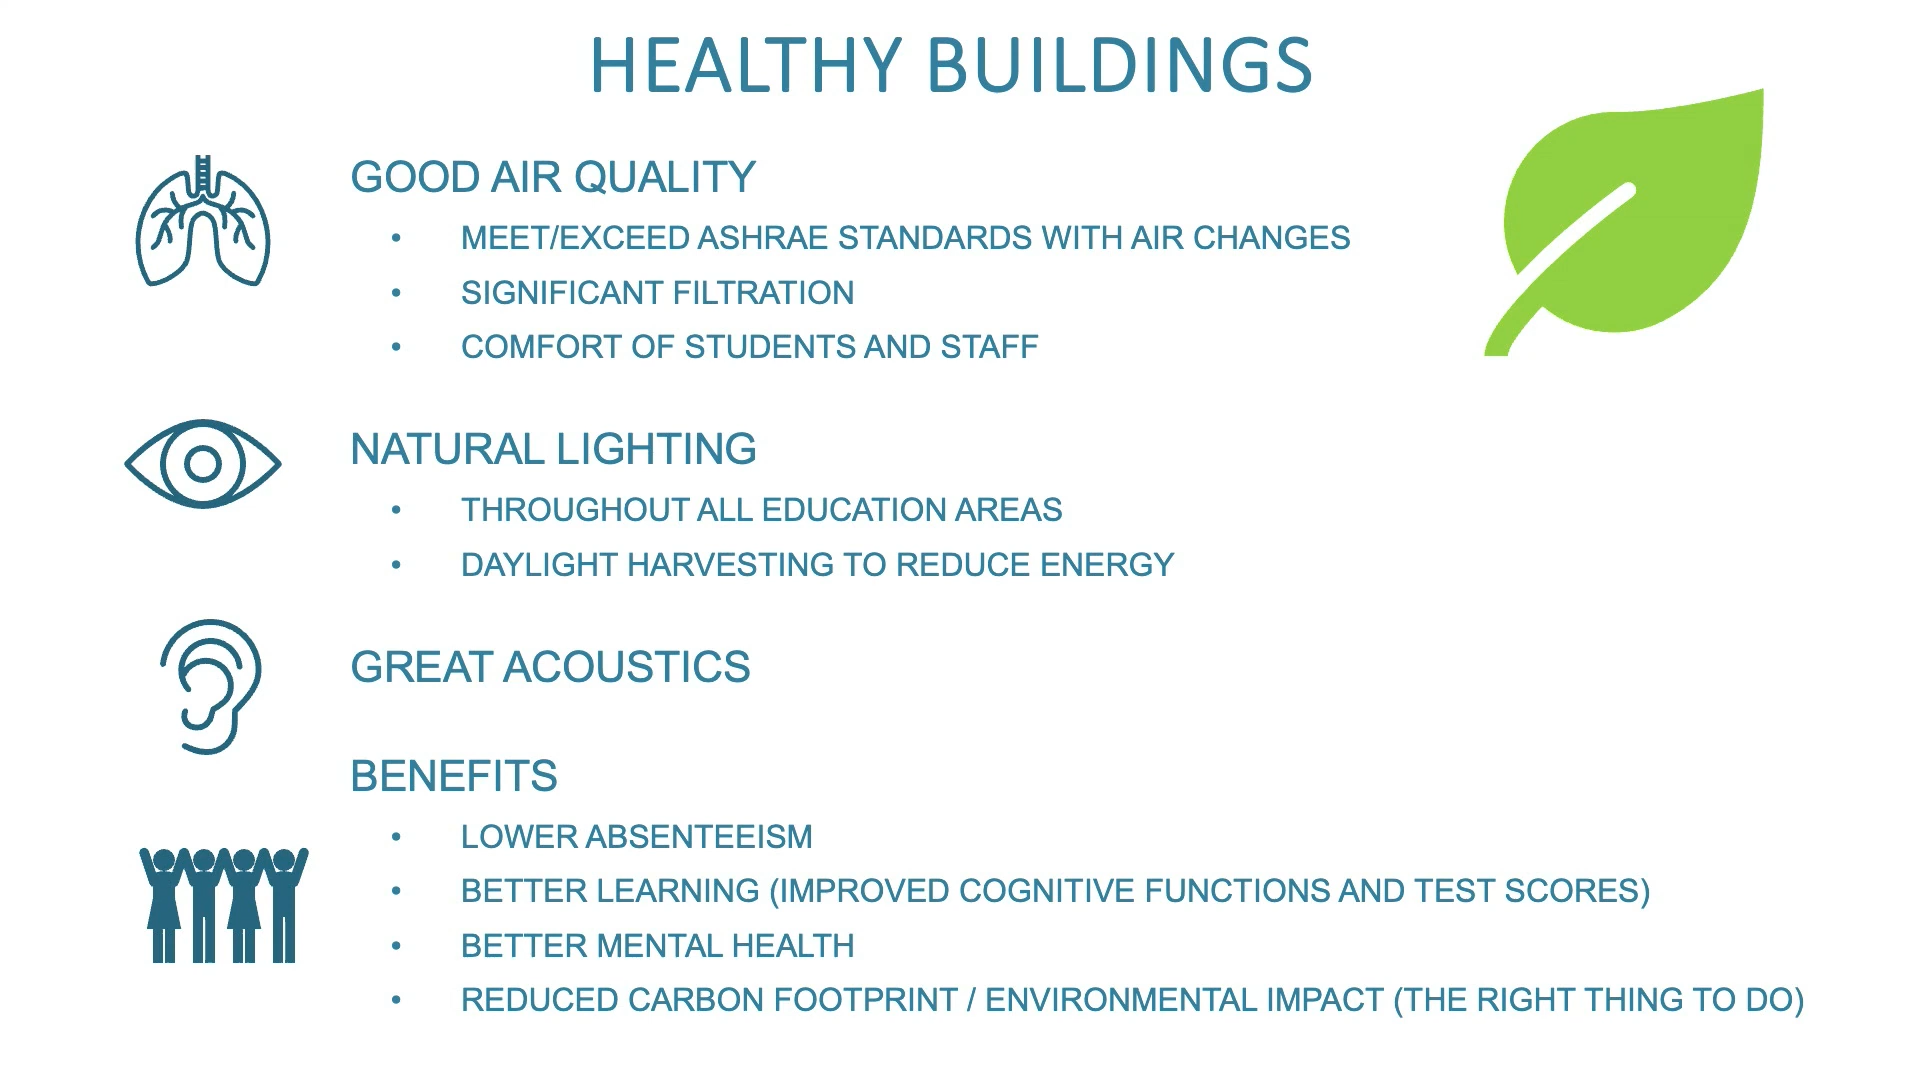 HEALTHY BUILDINGS
GOOD AIR QUALITY
• MEET/EXCEED ASHRAE STANDARDS WITH AIR CHANGES
• SIGNIFICANT FILTRATION
• COMFORT OF STUDENTS AND STAFF
NATURAL LIGHTING
• THROUGHOUT ALL EDUCATION AREAS
• DAYLIGHT HARVESTING TO REDUCE ENERGY
GREAT ACOUSTICS
BENEFITS
• LOWER ABSENTEEISM
• BETTER LEARNING (IMPROVED COGNITIVE FUNCTIONS AND TEST SCORES)
• BETTER MENTAL HEALTH
• REDUCED CARBON FOOTPRINT / ENVIRONMENTAL IMPACT (THE RIGHT THING TO DO)